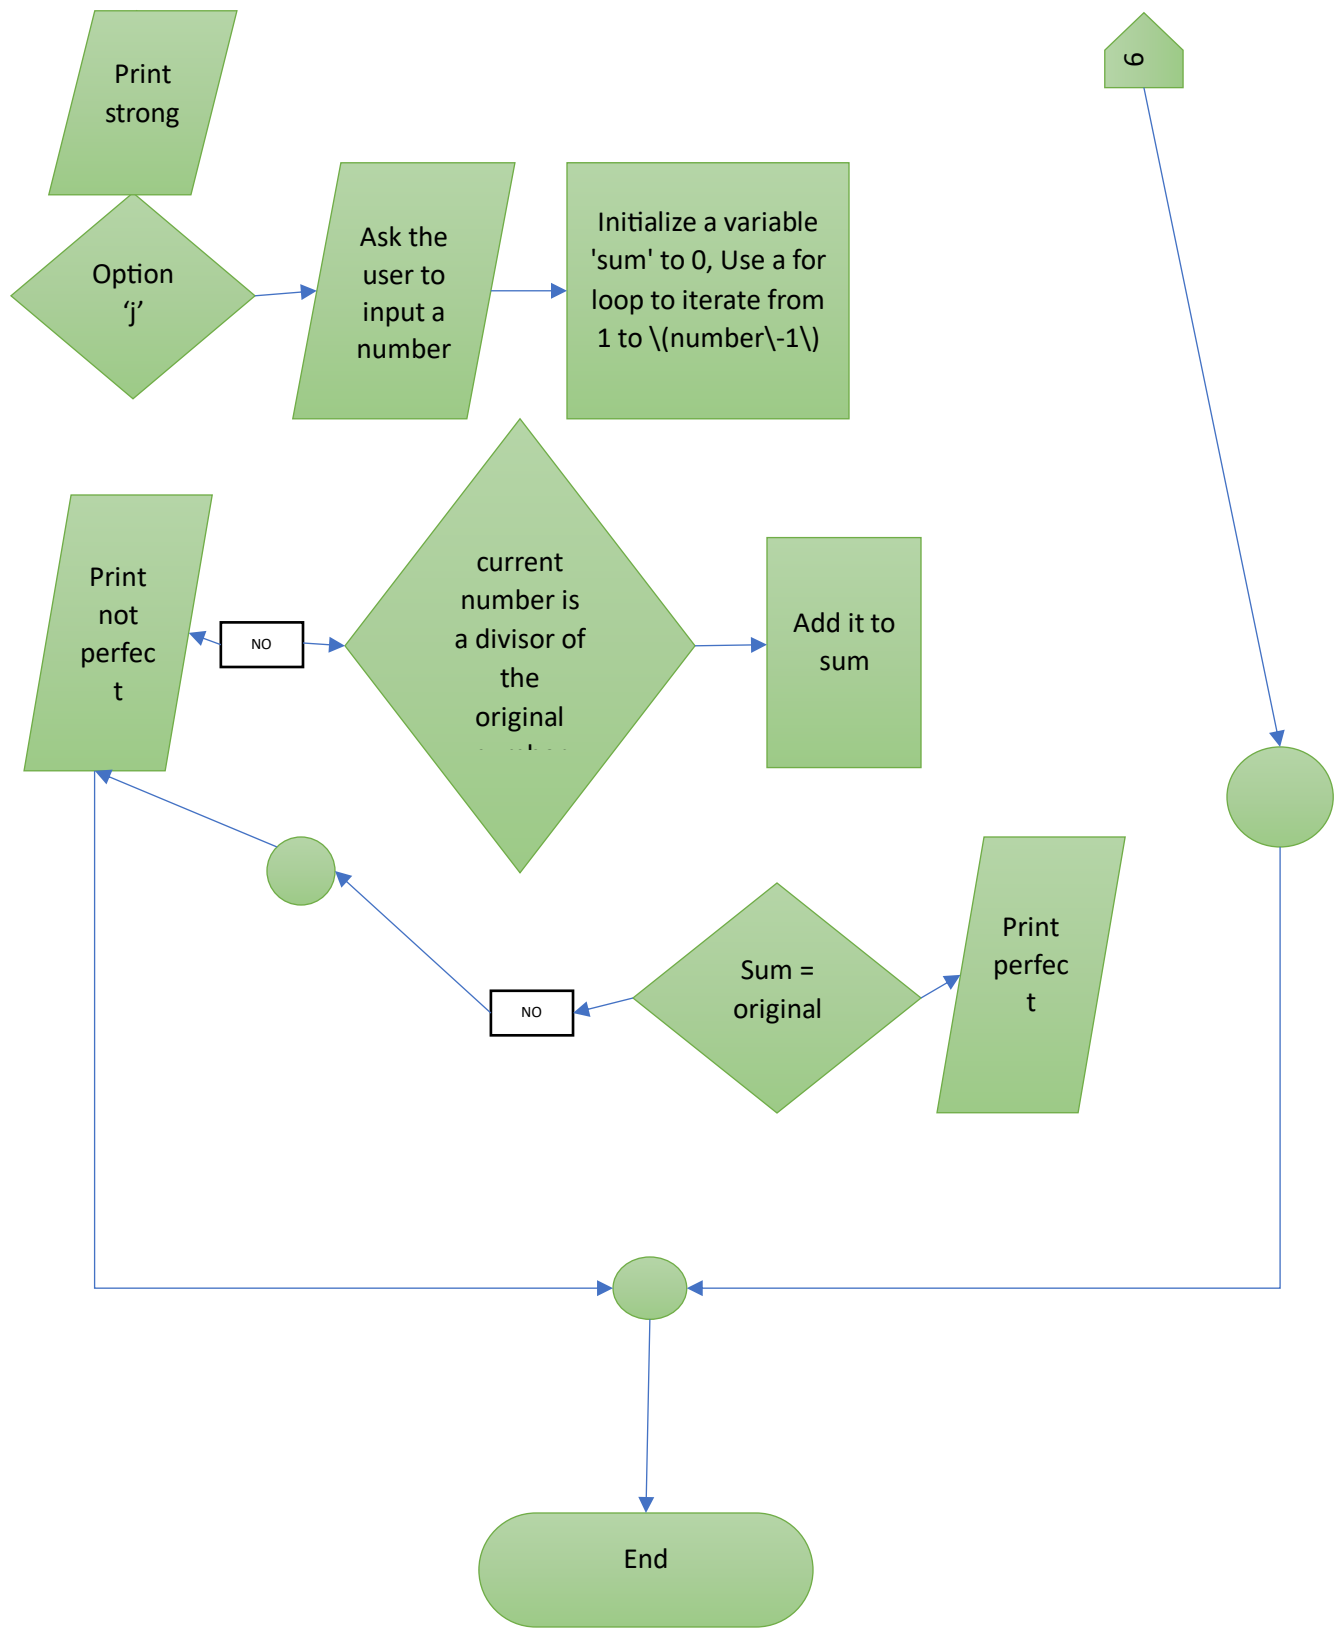 Print
strong
6
Option
‘j’
Ask the
user to
input a
number
Initialize a variable
'sum' to 0, Use a for
loop to iterate from
1 to \(number\-1\)
Print
not
perfec
t
NO
current
number is
a divisor of
the
original
Add it to
sum
Sum =
original
NO
Print
perfec
t
End